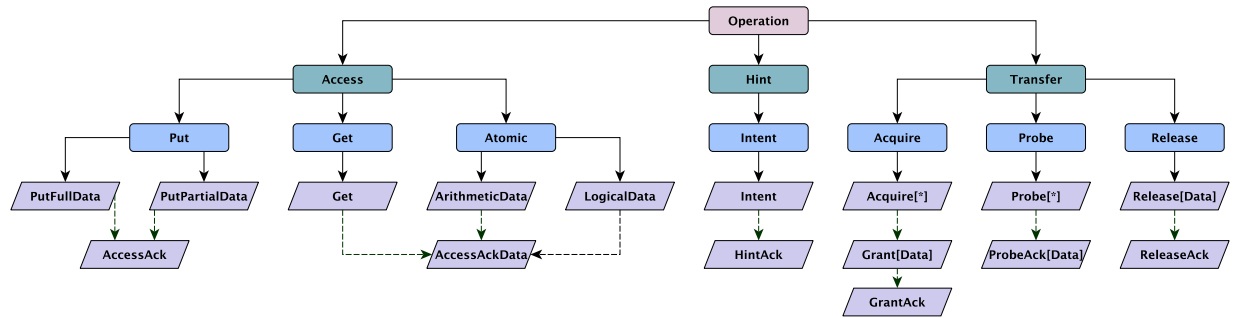 Operation
Access
Hint
Transfer
Put
Get
Atomic
Intent
Acquire
Probe
Release
PutFullData
PutPartialData
Get
ArithmeticData
LogicalData
Intent
Acquire[*]
Probe[*]
Release[Data]
AccessAck
AccessAckData
HintAck
Grant[Data]
ProbeAck[Data]
ReleaseAck
GrantAck